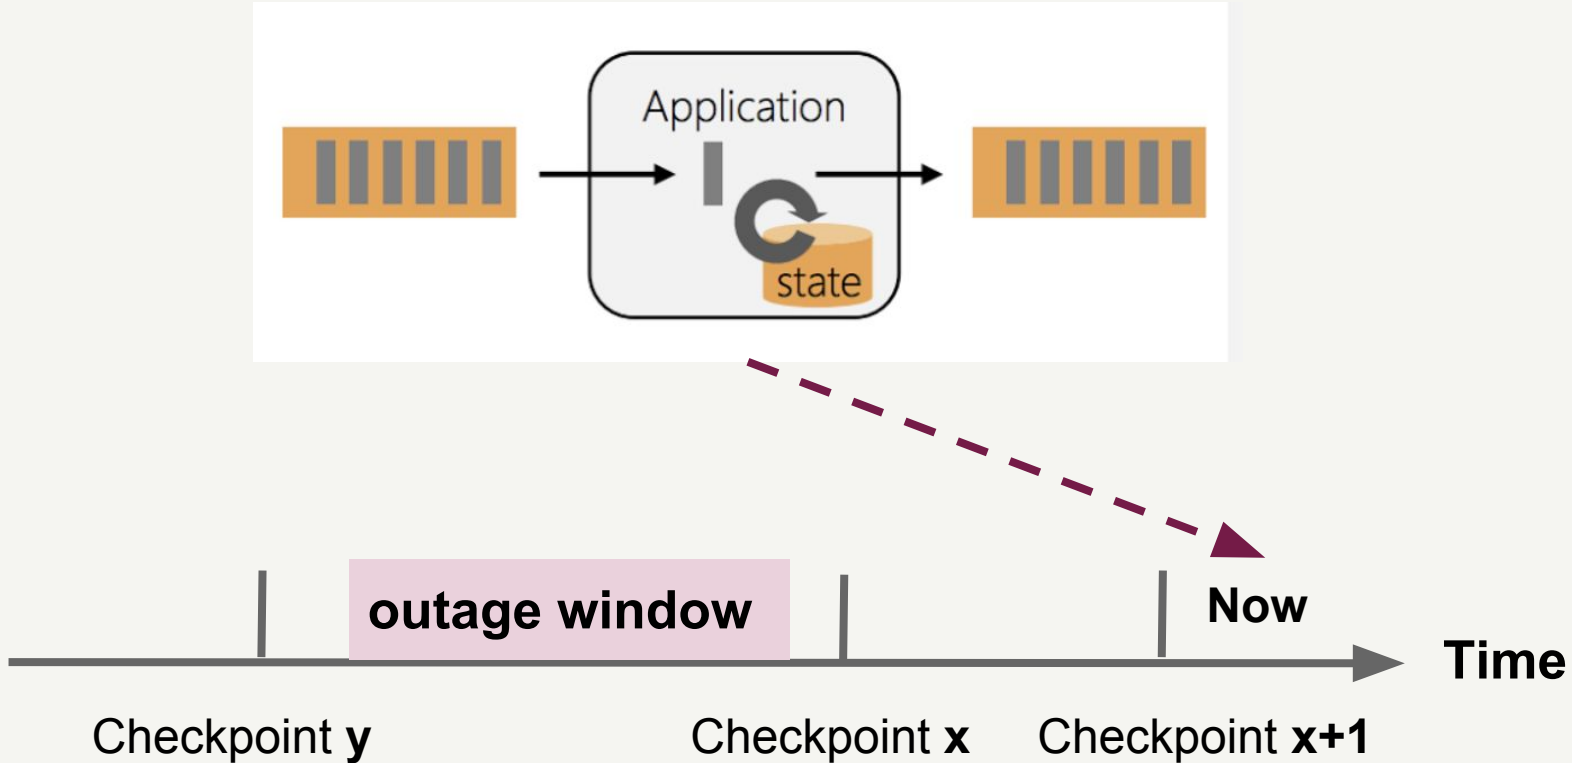 Application
state
outage window
Now
Time
Checkpoint y
Checkpoint x
Checkpoint x+1